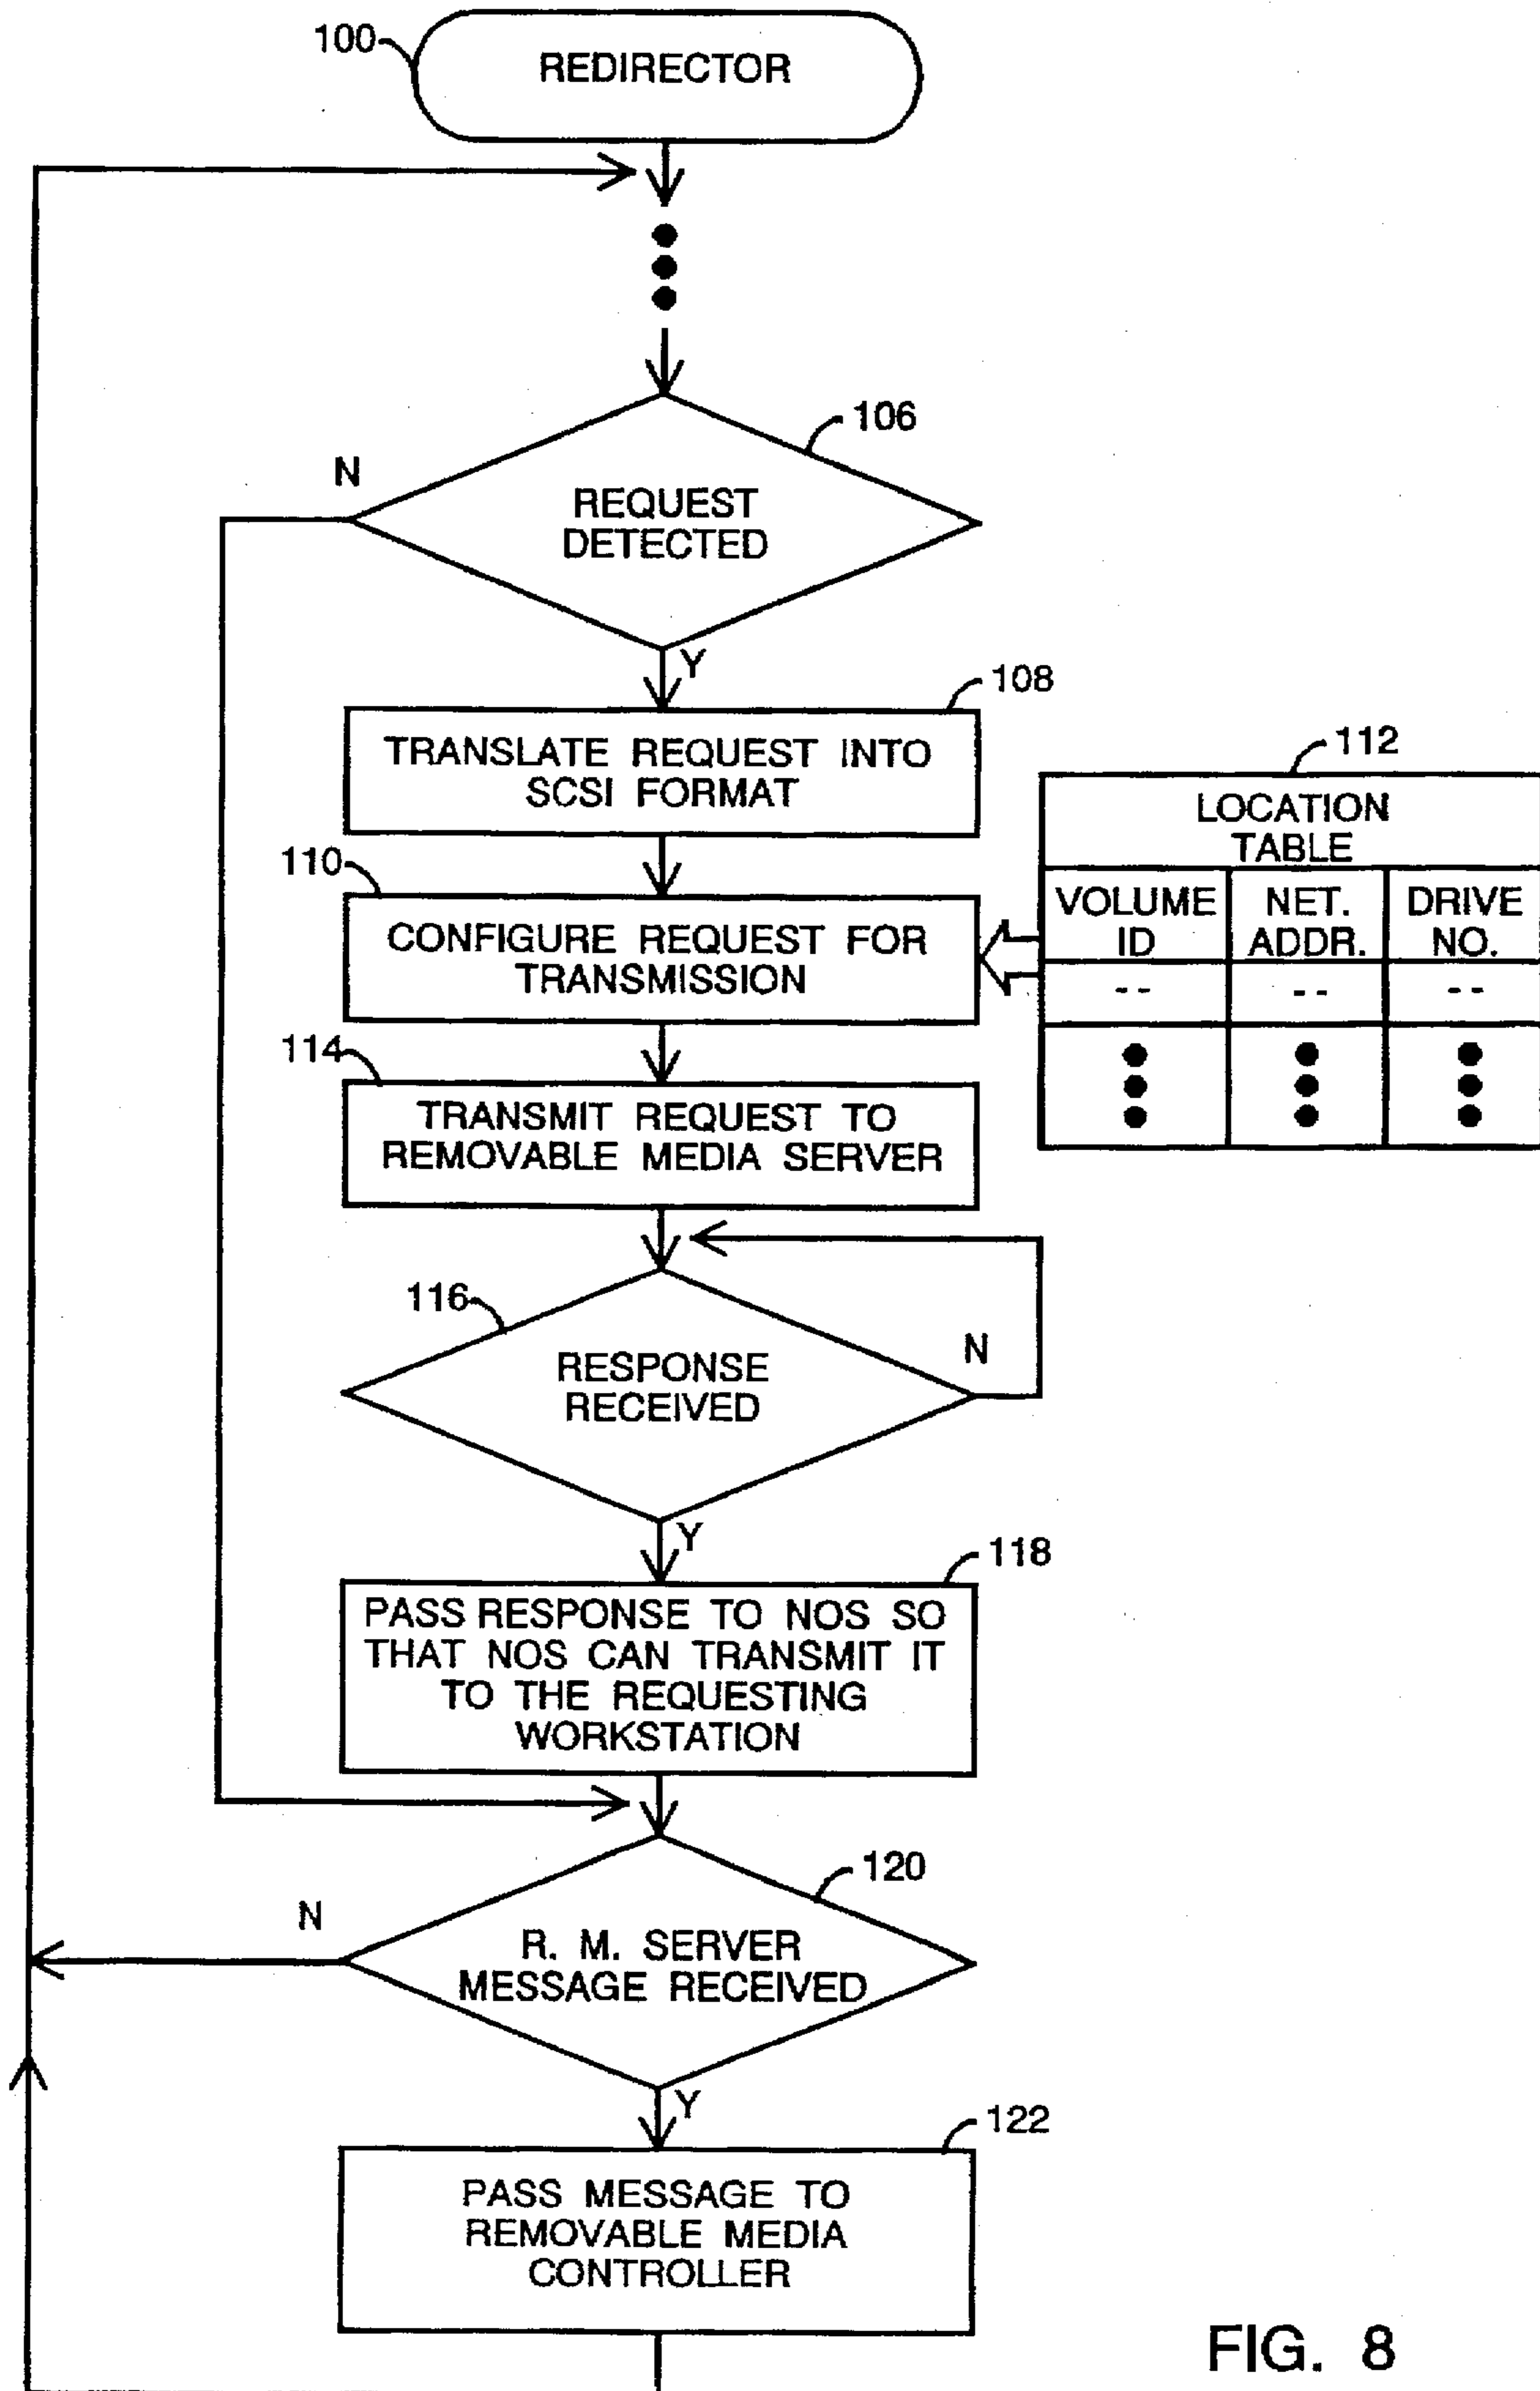 100
REDIRECTOR
106
N
REQUEST
DETECTED
Y
108
TRANSLATE REQUEST INTO
SCSI FORMAT
112
LOCATION
TABLE
VOLUME
ID
NET.
ADDR.
DRIVE
NO.
-- -- --
110
CONFIGURE REQUEST FOR
TRANSMISSION
114
TRANSMIT REQUEST TO
REMOVABLE MEDIA SERVER
116
N
RESPONSE
RECEIVED
Y
118
PASS RESPONSE TO NOS SO
THAT NOS CAN TRANSMIT IT
TO THE REQUESTING
WORKSTATION
120
N
R. M. SERVER
MESSAGE RECEIVED
Y
122
PASS MESSAGE TO
REMOVABLE MEDIA
CONTROLLER
FIG. 8